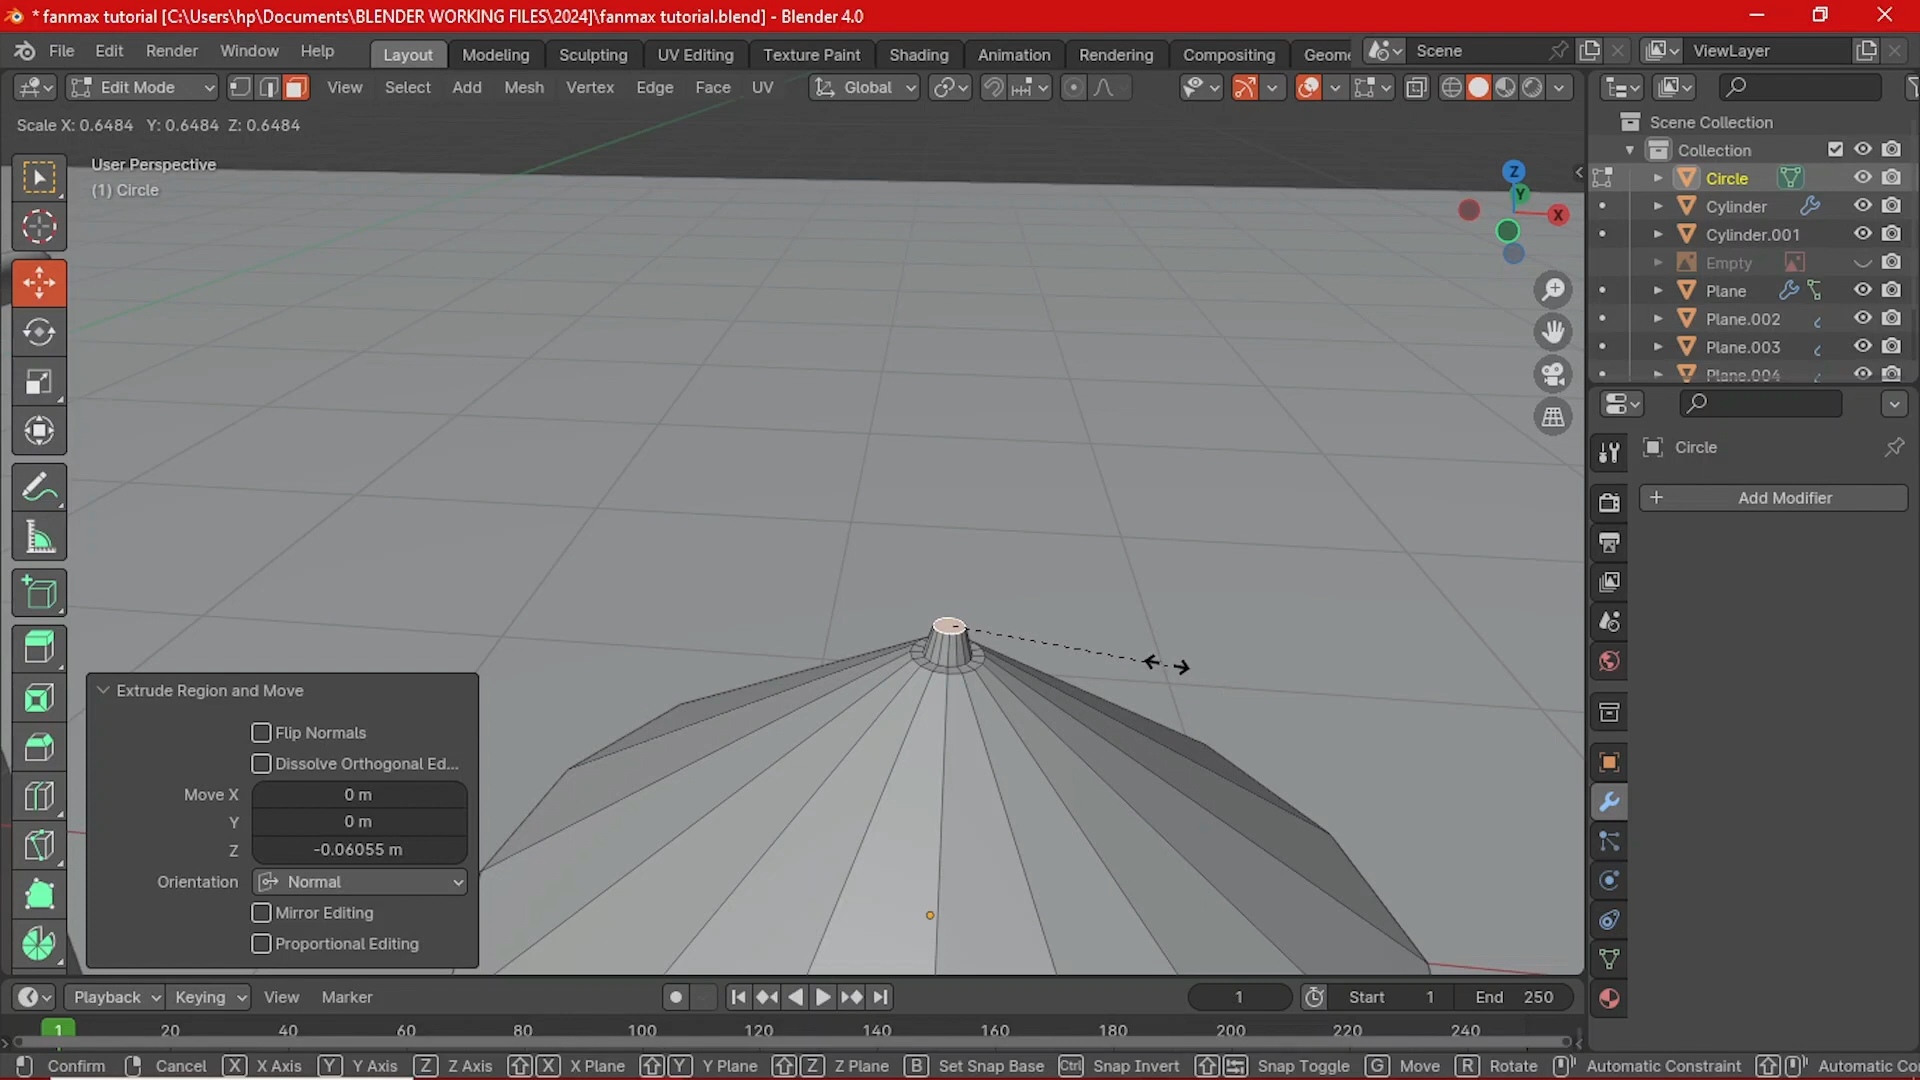 * fanmax tutorial [C:\Users\hp\Documents\BLENDER WORKING FILES\2024]\fanmax tutorial.blend] - Blender 4.0
File Edit Render Window Help Layout Modeling Sculpting UV Editing Texture Paint Shading Animation Rendering Compositing Geom Scene ViewLayer
Edit Mode View Select Add Mesh Vertex Edge Face UV Global
Scale X: 0.6484 Y: 0.6484 Z: 0.6484
User Perspective
(1) Circle
Z
Y
X
Scene Collection
Collection
Circle
Cylinder
Cylinder.001
Empty
Plane
Plane.002
Plane.003
Plane.004
Circle
+ Add Modifier
Extrude Region and Move
Flip Normals
Dissolve Orthogonal Ed...
Move X 0 m
Y 0 m
Z -0.06055 m
Orientation Normal
Mirror Editing
Proportional Editing
Playback Keying View Marker 1 Start 1 End 250
1 20 40 60 80 100 120 140 160 180 200 220 240
Confirm Cancel X X Axis Y Y Axis Z Z Axis X X Plane Y Y Plane Z Z Plane B Set Snap Base Ctrl Snap Invert Snap Toggle G Move R Rotate Automatic Constraint Automatic Co